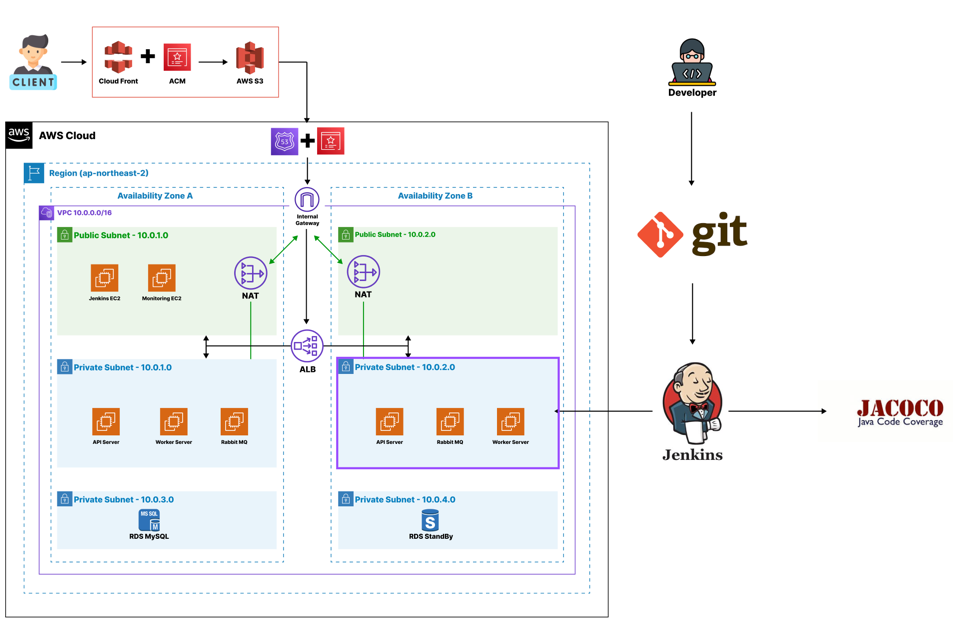 CLIENT
Cloud Front
ACM
AWS S3
Developer
aws
AWS Cloud
53
Region (ap-northeast-2)
Availability Zone A
Availability Zone B
VPC 10.0.0.0/16
Internal
Gateway
Public Subnet - 10.0.1.0
Public Subnet - 10.0.2.0
git
Jenkins EC2
Monitoring EC2
NAT
NAT
ALB
Private Subnet - 10.0.1.0
Private Subnet - 10.0.2.0
API Server
Worker Server
Rabbit MQ
API Server
Rabbit MQ
Worker Server
Jenkins
JACOCO
Java Code Coverage
Private Subnet - 10.0.3.0
Private Subnet - 10.0.4.0
MS SQL
M
S
RDS MySQL
RDS StandBy